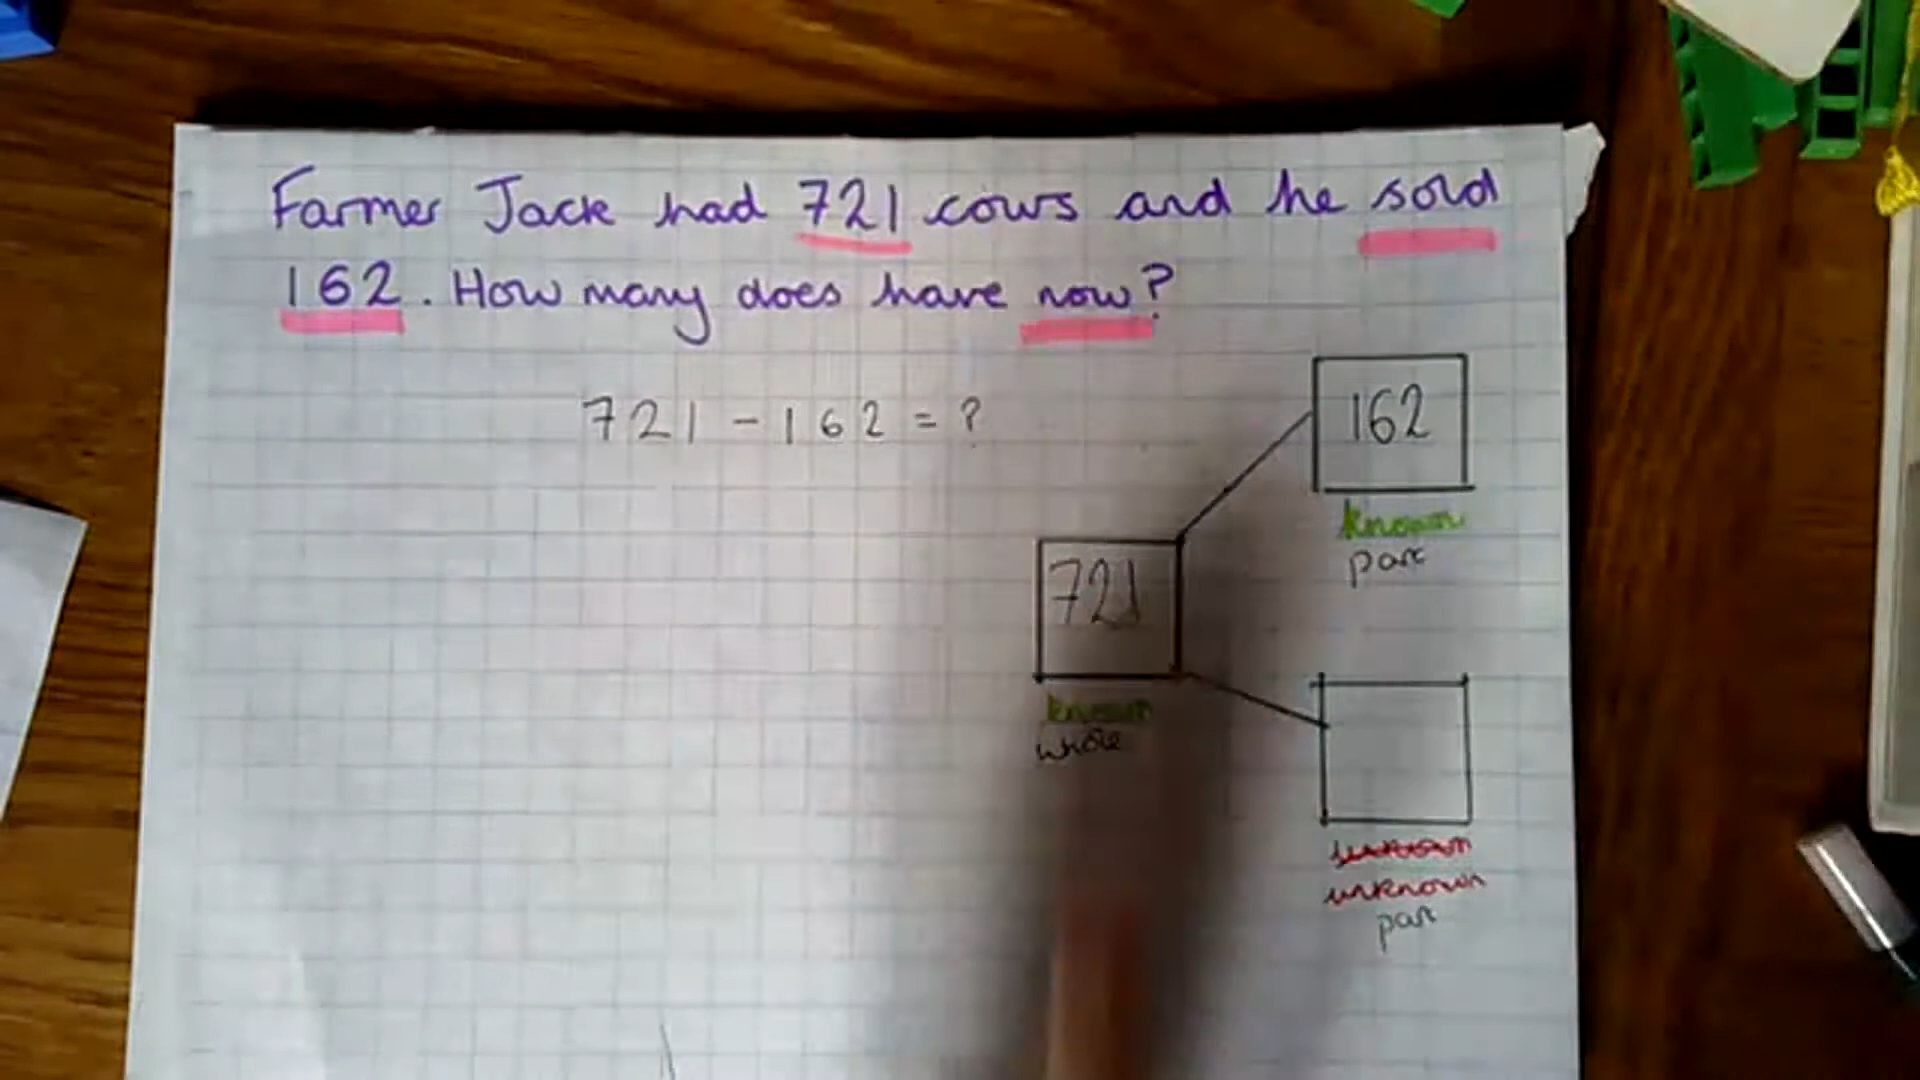 Farmer Jack had 721 cows and he sold
162. How many does have now?
721 - 162 = ?
162
known
part
721
known
whole
unknown
part